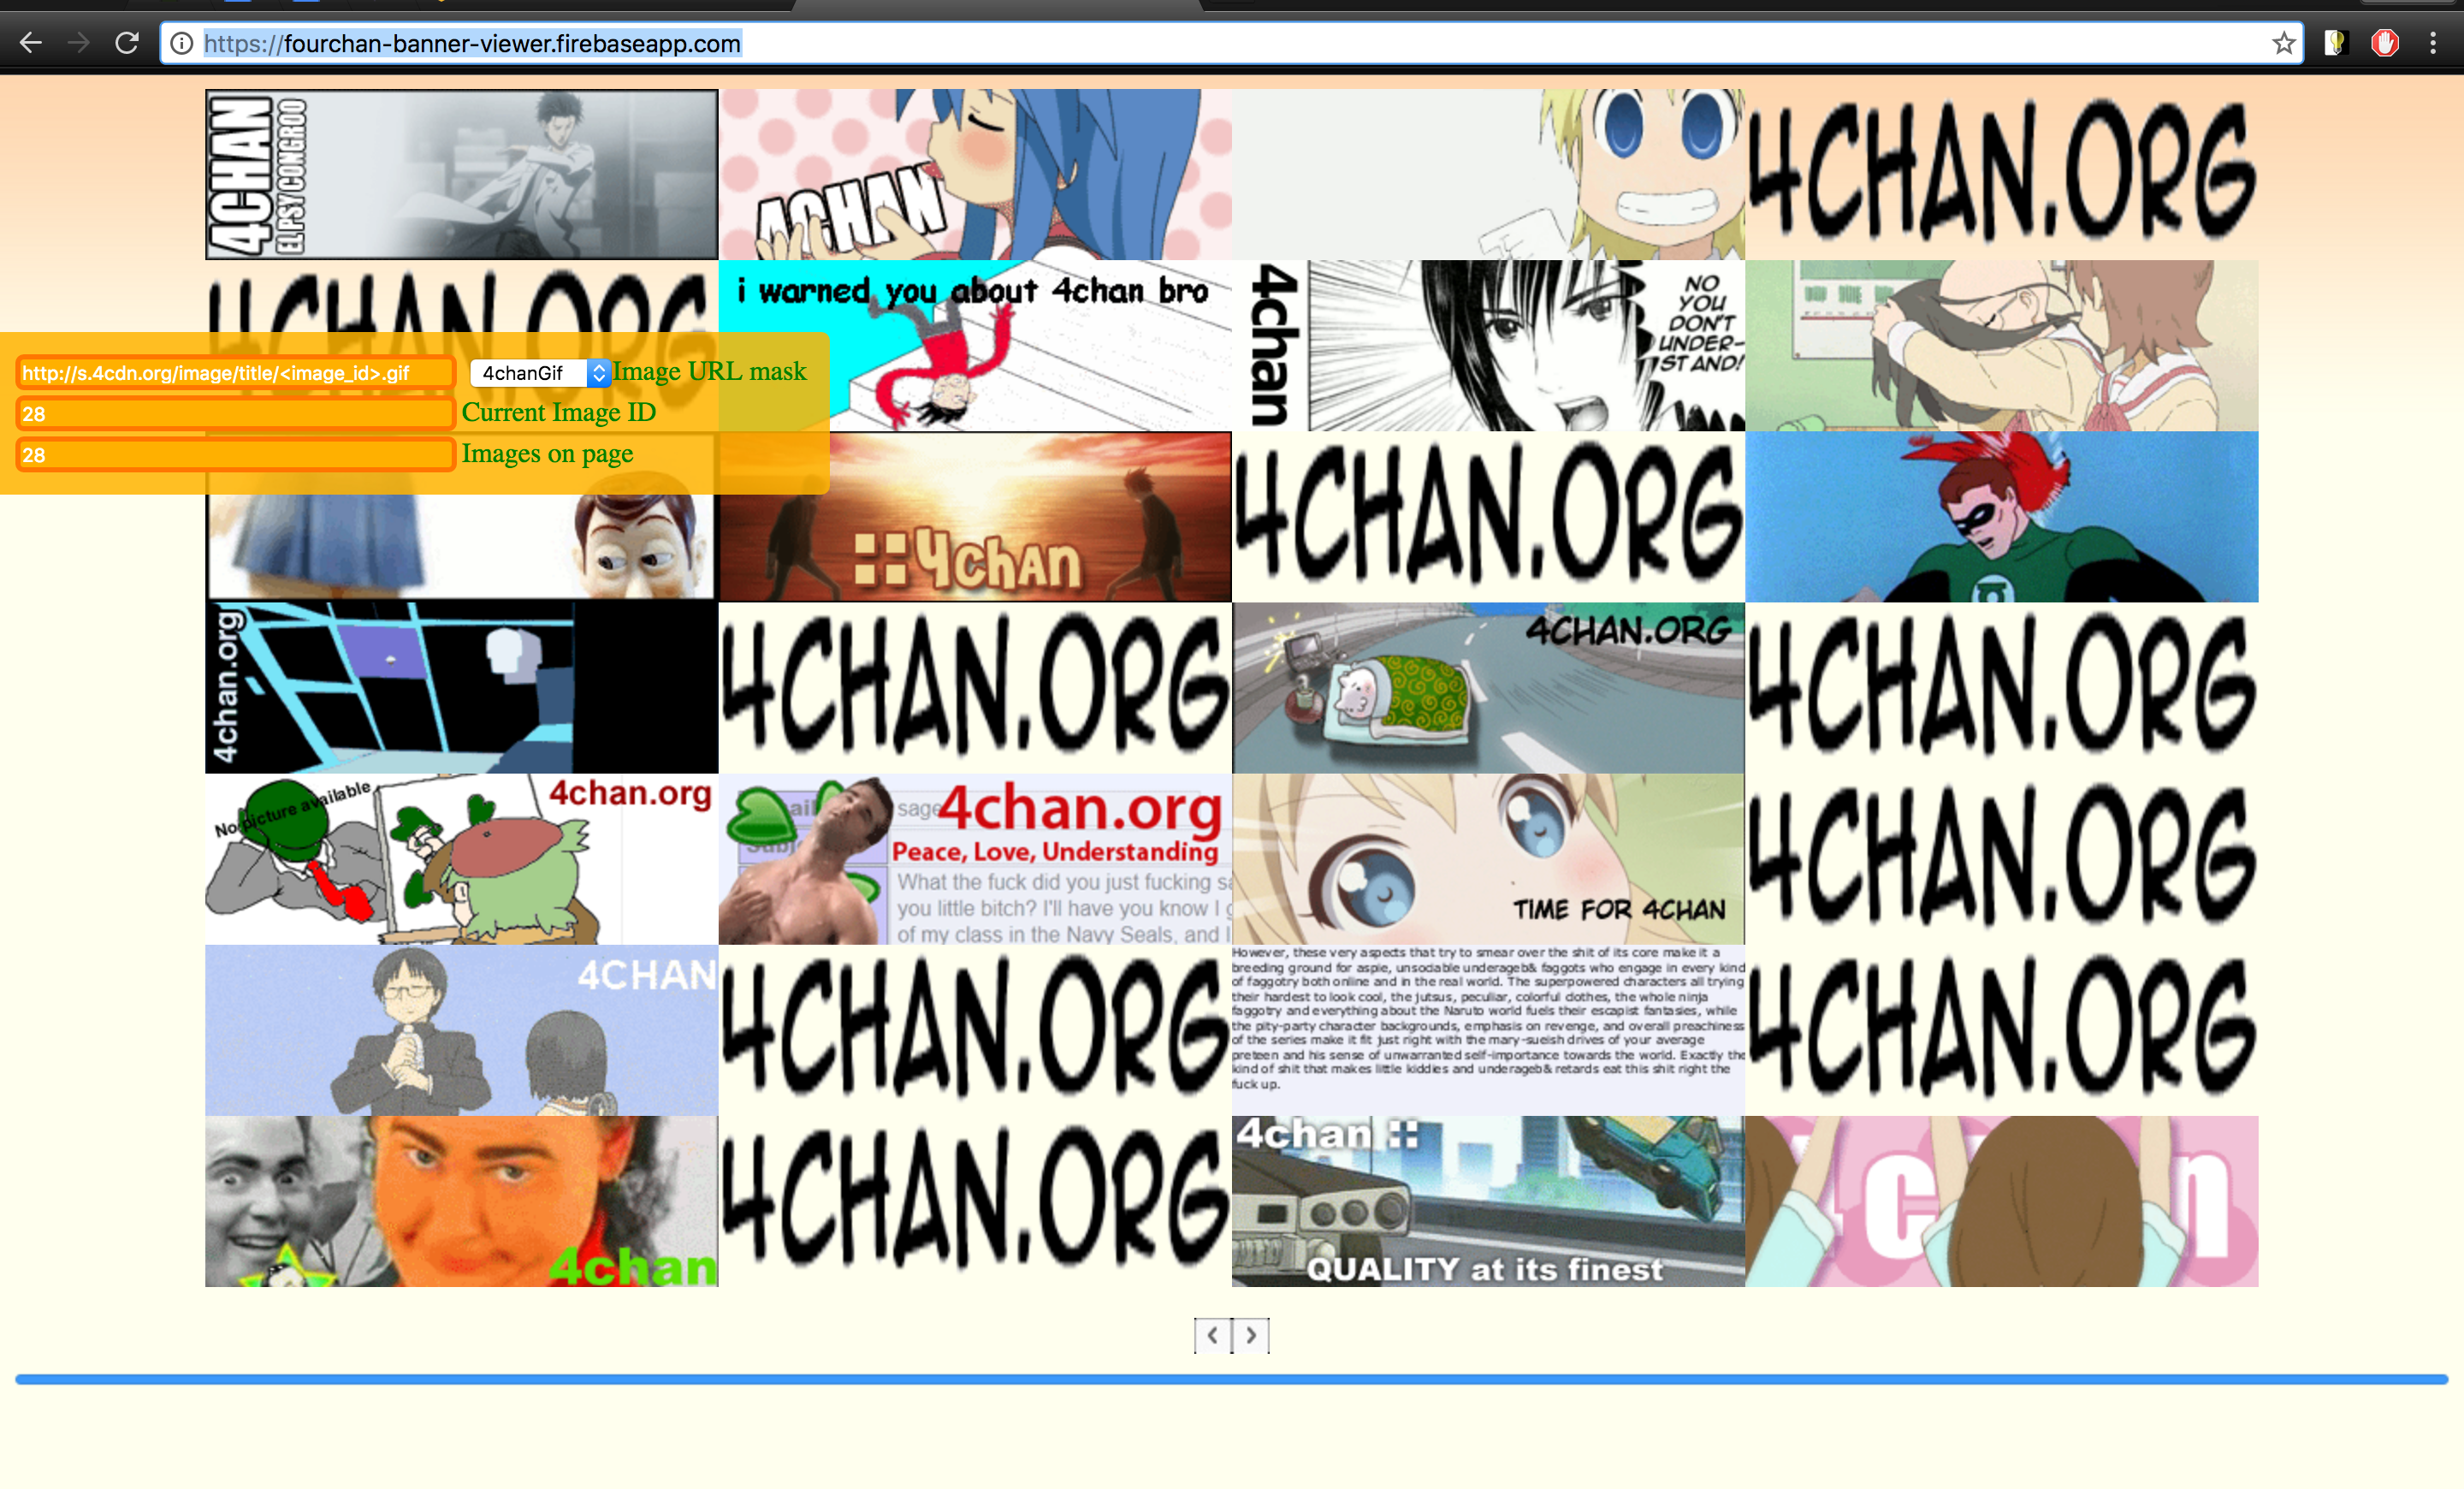 https://fourchan-banner-viewer.firebaseapp.com
4CHAN
EL PSY CONGROO
4CHAN
4CHAN.ORG
4CHAN.ORG
i warned you about 4chan bro
4chan
NO
YOU
DON'T
UNDER-
STAND!
http://s.4cdn.org/image/title/<image_id>.gif
4chanGif
Image URL mask
28
Current Image ID
28
Images on page
::4chan
4CHAN.ORG
4chan.org
4CHAN.ORG
4CHAN.ORG
4CHAN.ORG
No picture available
4chan.org
sage
4chan.org
Peace, Love, Understanding
What the fuck did you just fucking sa
you little bitch? I'll have you know I g
of my class in the Navy Seals, and I
TIME FOR 4CHAN
4CHAN.ORG
4CHAN
4CHAN.ORG
However, these very aspects that try to smear over the shit of its core make it a
breeding ground for aspie, unsociable underageb& faggots who engage in every kind
of faggotry both online and in the real world. The superpowered characters all trying
their hardest to look cool, the jutsus, peculiar, colorful clothes, the whole ninja
faggotry and everything about the Naruto world fuels their escapist fantasies, while
the pity-party character backgrounds, emphasis on revenge, and overall preachiness
of the series make it fit just right with the mary-sueish drives of your average
preteen and his sense of unwarranted self-importance towards the world. Exactly the
kind of shit that makes little kiddies and underageb& retards eat this shit right the
fuck up.
4CHAN.ORG
4chan
4CHAN.ORG
4chan ::
QUALITY at its finest
4c n